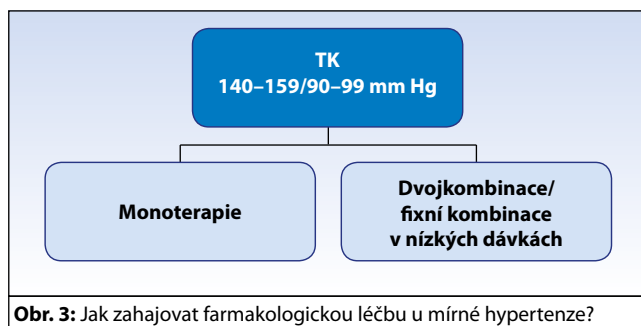 TK
140–159/90–99 mm Hg
Monoterapie
Dvojkombinace/
fixní kombinace
v nízkých dávkách
Obr. 3: Jak zahajovat farmakologickou léčbu u mírné hypertenze?